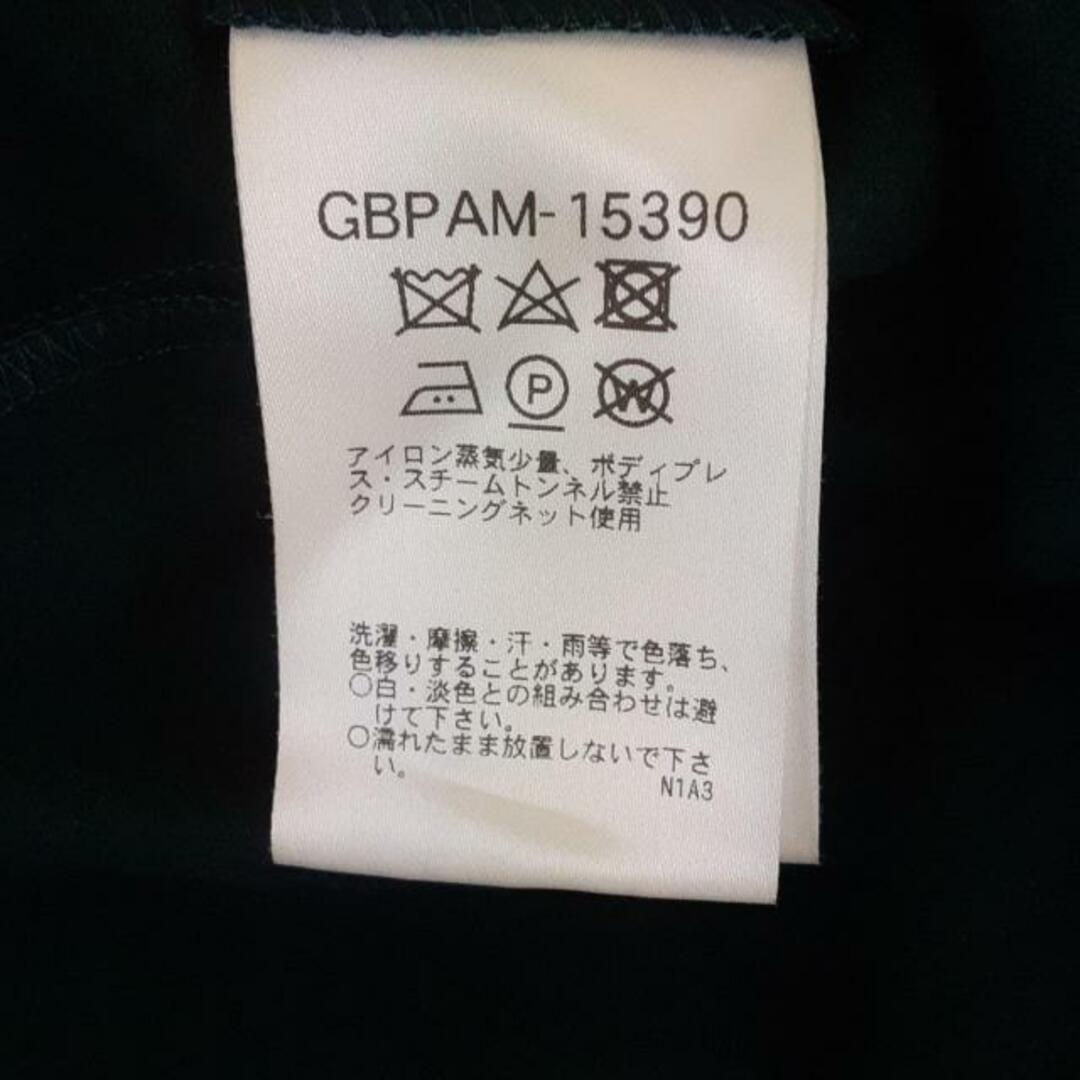 GBPAM-15390
P
W
アイロン蒸気少量、ボディプレ
ス・スチームトンネル禁止
クリーニングネット使用
洗濯・摩擦・汗・雨等で色落ち、
色移りすることがあります。
○白・淡色との組み合わせは避
けて下さい。
○濡れたまま放置しないで下さ
い。
N1A3